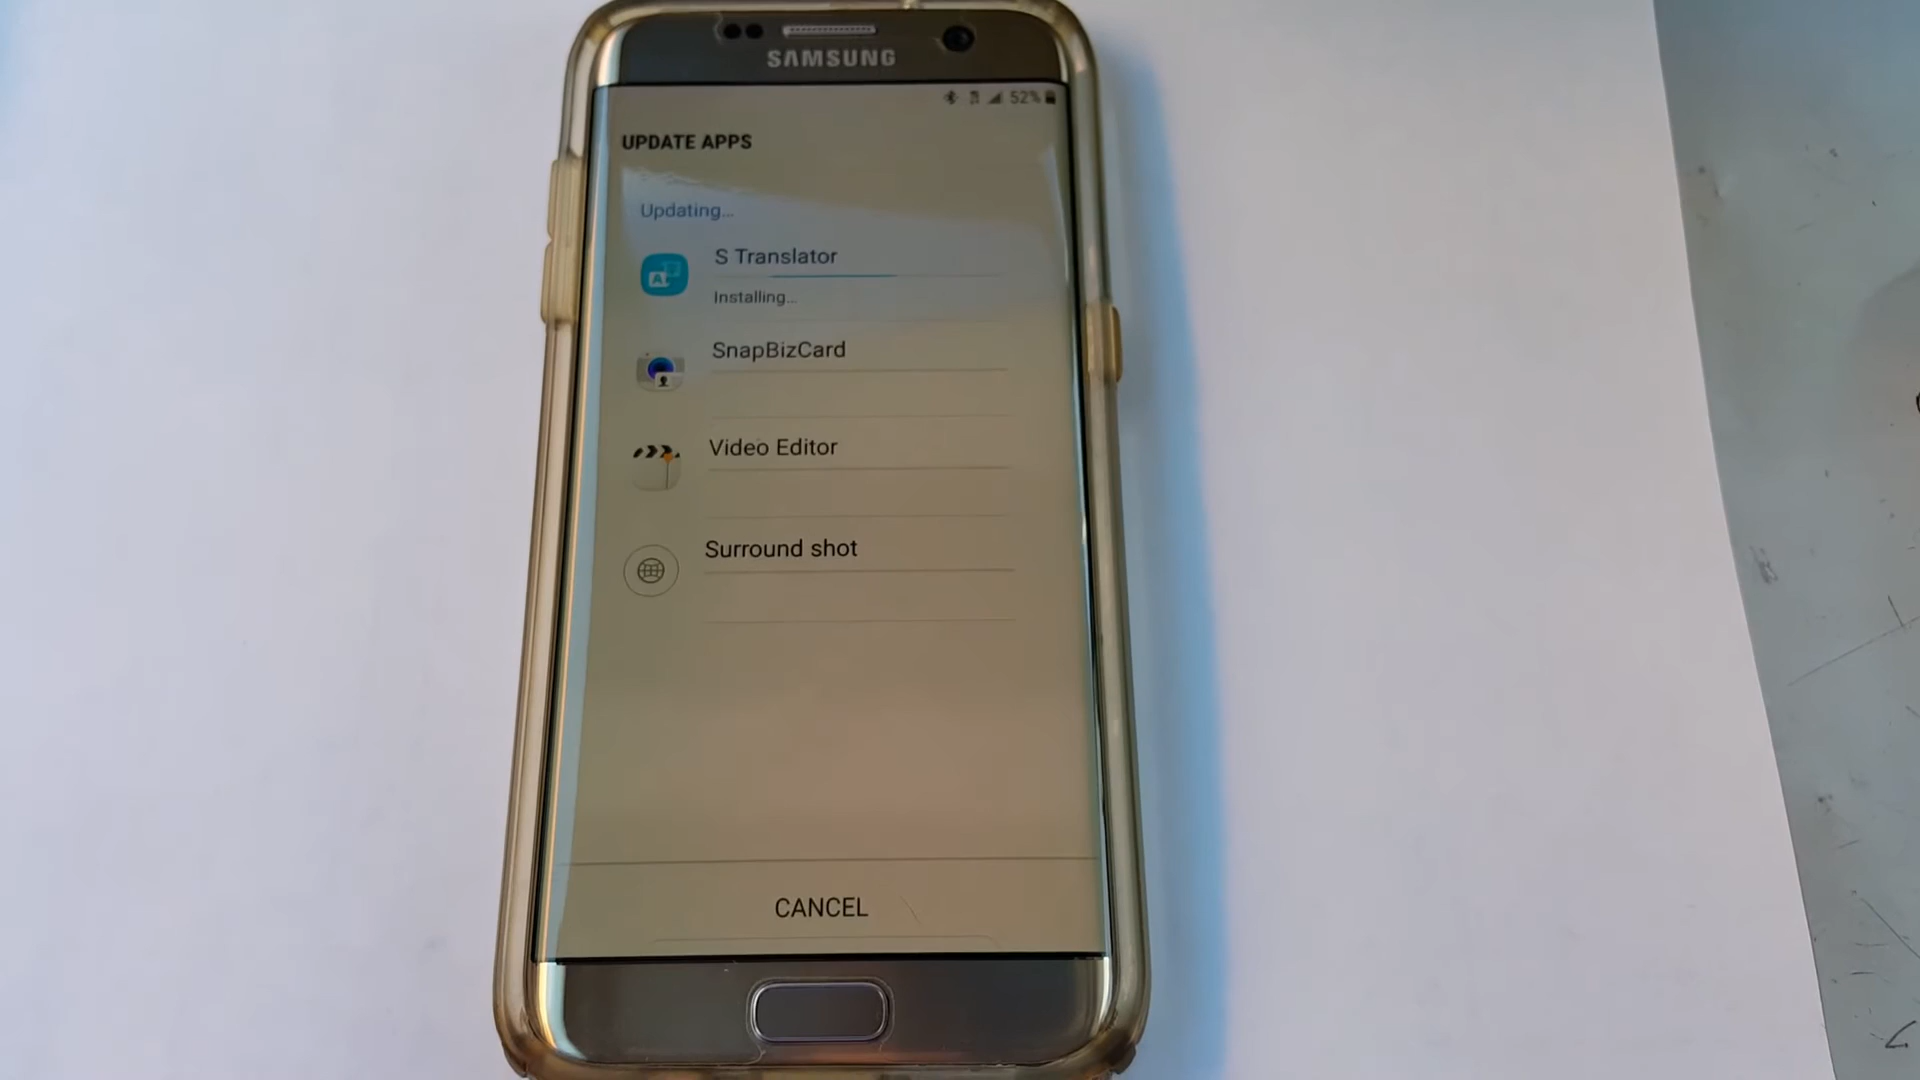 SAMSUNG
52%
UPDATE APPS
Updating...
S Translator
Installing...
SnapBizCard
Video Editor
Surround shot
CANCEL